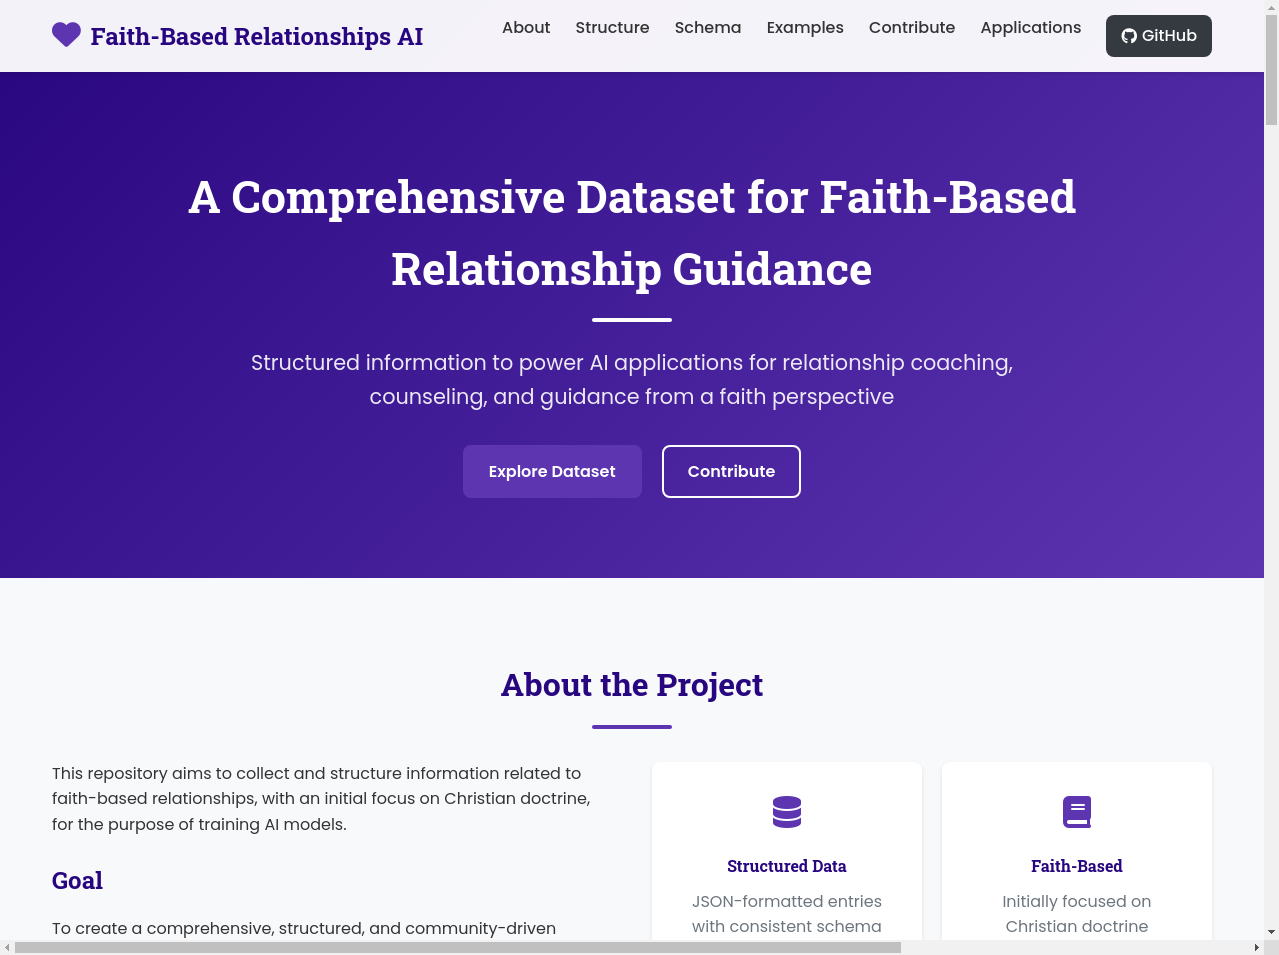 Faith-Based Relationships AI
About
Structure
Schema
Examples
Contribute
Applications
GitHub
A Comprehensive Dataset for Faith-Based
Relationship Guidance
Structured information to power AI applications for relationship coaching,
counseling, and guidance from a faith perspective
Explore Dataset
Contribute
About the Project
This repository aims to collect and structure information related to
faith-based relationships, with an initial focus on Christian doctrine,
for the purpose of training AI models.
Goal
To create a comprehensive, structured, and community-driven
Structured Data
JSON-formatted entries
with consistent schema
Faith-Based
Initially focused on
Christian doctrine